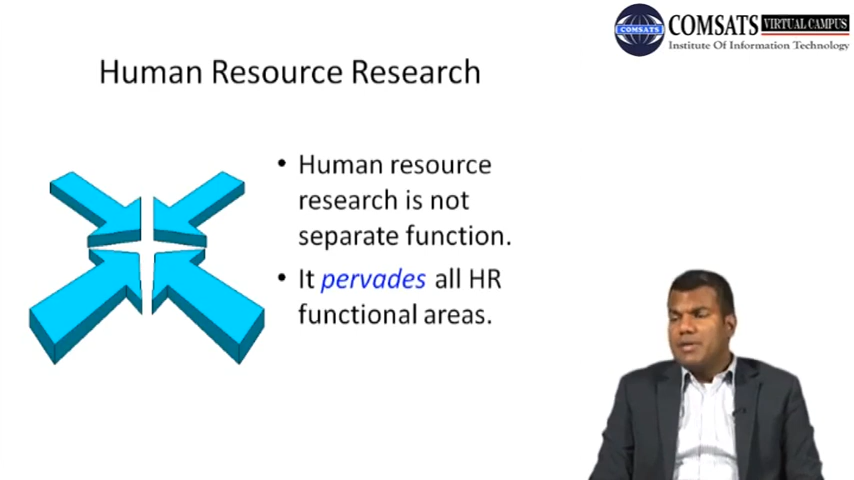 COMSATS VIRTUAL CAMPUS
COMSATS
Institute Of Information Technology
Human Resource Research
• Human resource
research is not
separate function.
• It pervades all HR
functional areas.